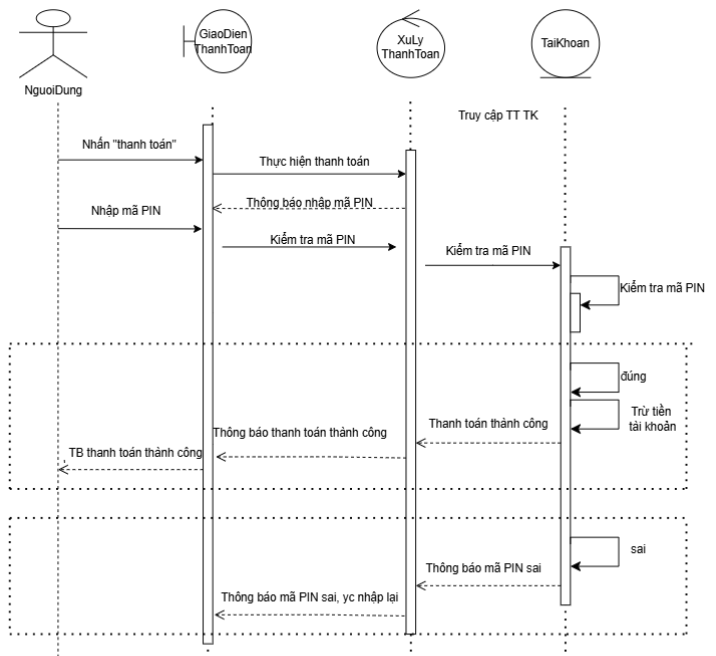 GiaoDien
ThanhToan
XuLy
ThanhToan
TaiKhoan
NguoiDung
Truy cập TT TK
Nhấn "thanh toán"
Thực hiện thanh toán
Thông báo nhập mã PIN
Nhập mã PIN
Kiểm tra mã PIN
Kiểm tra mã PIN
Kiểm tra mã PIN
đúng
Trừ tiền
tài khoản
Thanh toán thành công
Thông báo thanh toán thành công
TB thanh toán thành công
sai
Thông báo mã PIN sai
Thông báo mã PIN sai, yc nhập lại